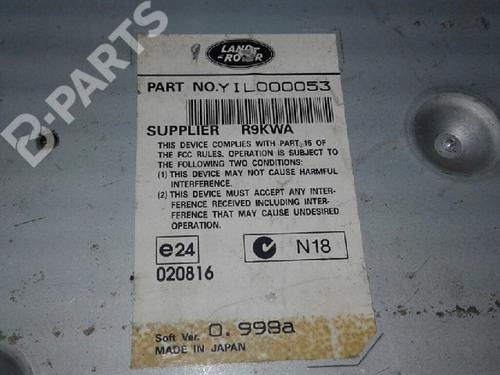 B-PARTS
LAND
ROVER
PART NO. YIL000053
SUPPLIER R9KWA
THIS DEVICE COMPLIES WITH PART 15 OF
THE FCC RULES. OPERATION IS SUBJECT TO
THE FOLLOWING TWO CONDITIONS:
(1) THIS DEVICE MAY NOT CAUSE HARMFUL
INTERFERENCE.
(2) THIS DEVICE MUST ACCEPT ANY INTER-
FERENCE RECEIVED INCLUDING INTER-
FERENCE THAT MAY CAUSE UNDESIRED
OPERATION.
e24
N18
020816
Soft Ver. 0.998a
MADE IN JAPAN